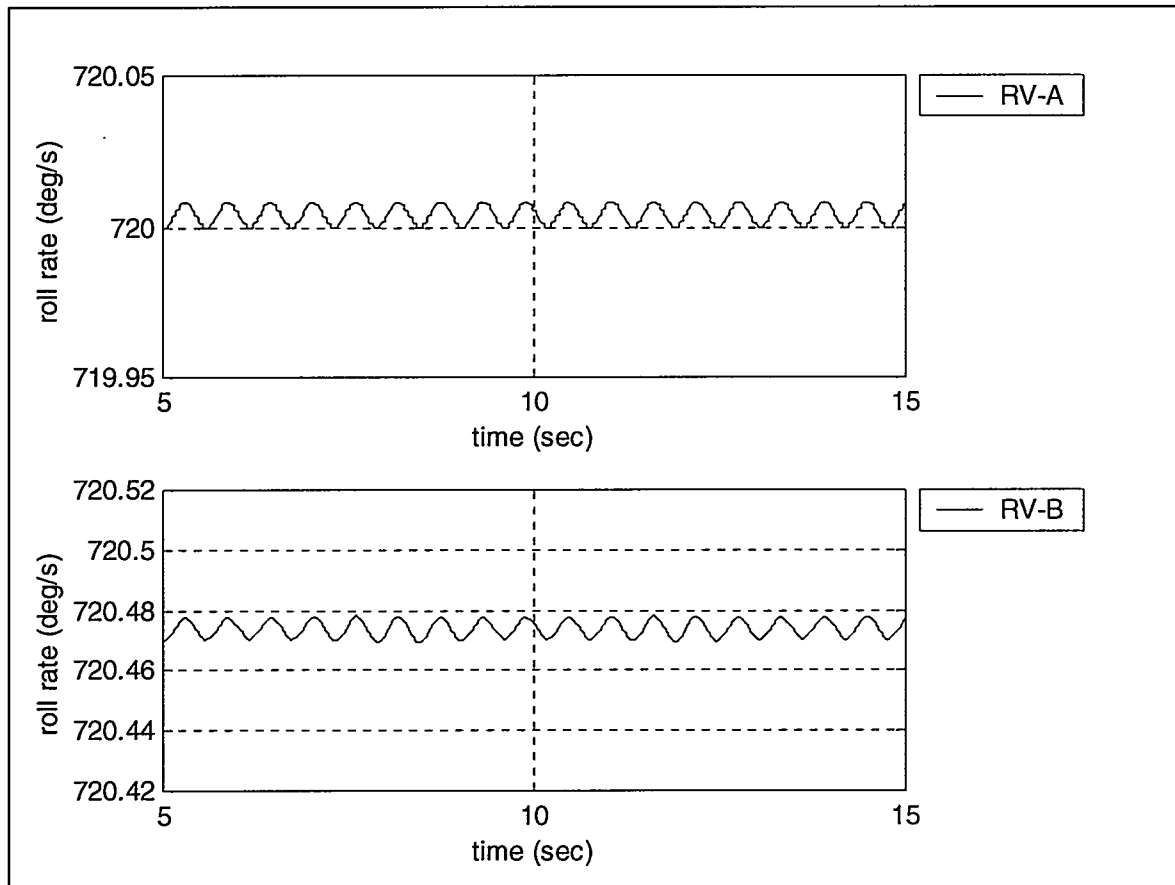 720.05
RV-A
roll rate (deg/s)
720
719.95
5
10
15
time (sec)
720.52
RV-B
720.5
roll rate (deg/s)
720.48
720.46
720.44
720.42
5
10
15
time (sec)